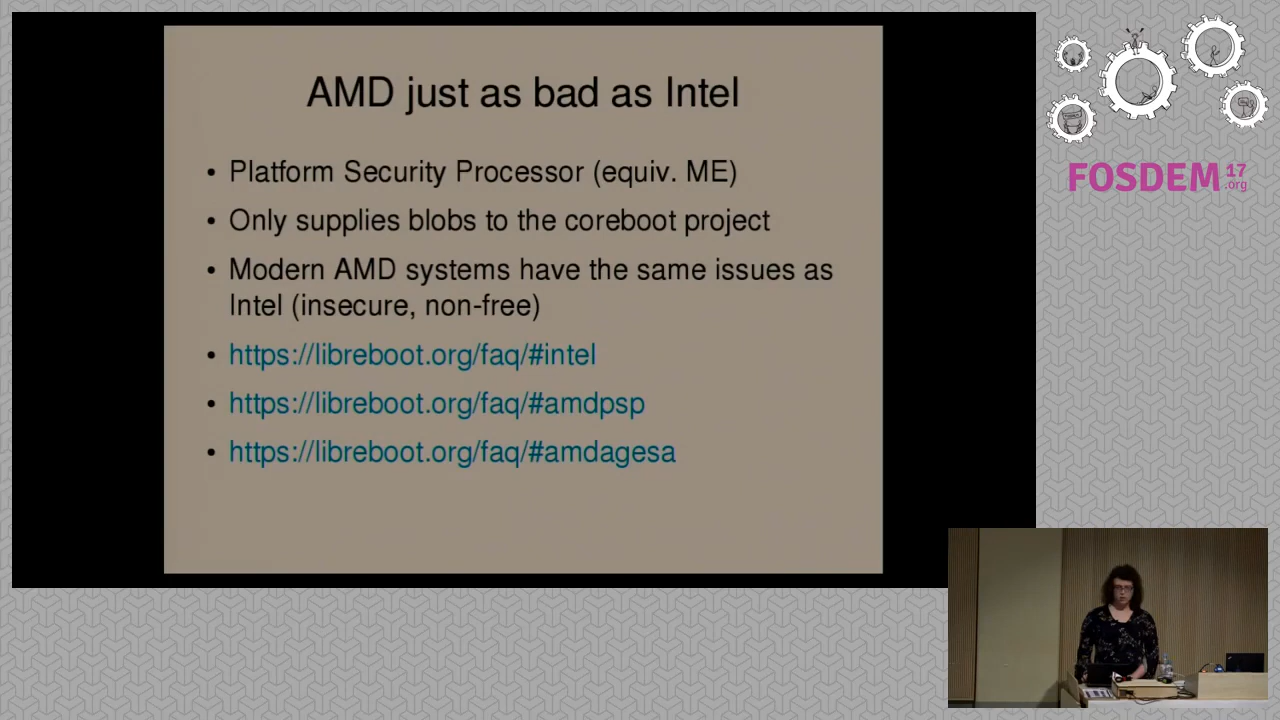 AMD just as bad as Intel
• Platform Security Processor (equiv. ME)
• Only supplies blobs to the coreboot project
• Modern AMD systems have the same issues as
Intel (insecure, non-free)
• https://libreboot.org/faq/#intel
• https://libreboot.org/faq/#amdpsp
• https://libreboot.org/faq/#amdagesa
FOSDEM 17
.org